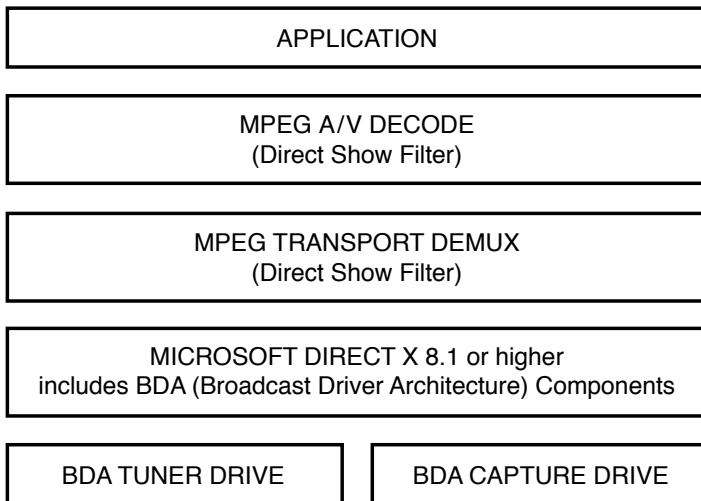 APPLICATION
MPEG A/V DECODE
(Direct Show Filter)
MPEG TRANSPORT DEMUX
(Direct Show Filter)
MICROSOFT DIRECT X 8.1 or higher
includes BDA (Broadcast Driver Architecture) Components
BDA TUNER DRIVE
BDA CAPTURE DRIVE